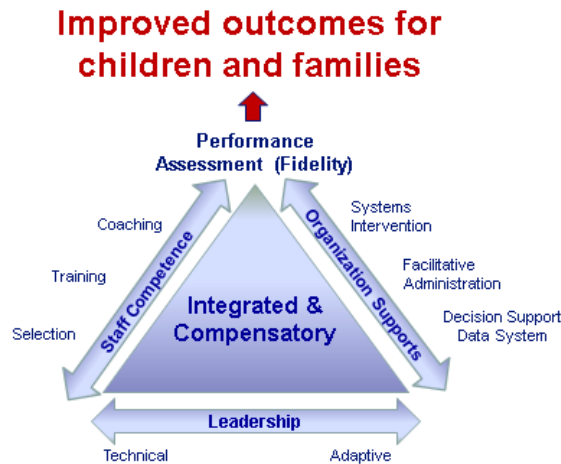 Improved outcomes for
children and families
Performance
Assessment (Fidelity)
Coaching
Training
Selection
Staff Competence
Integrated &
Compensatory
Organization Supports
Systems
Intervention
Facilitative
Administration
Decision Support
Data System
Leadership
Technical
Adaptive